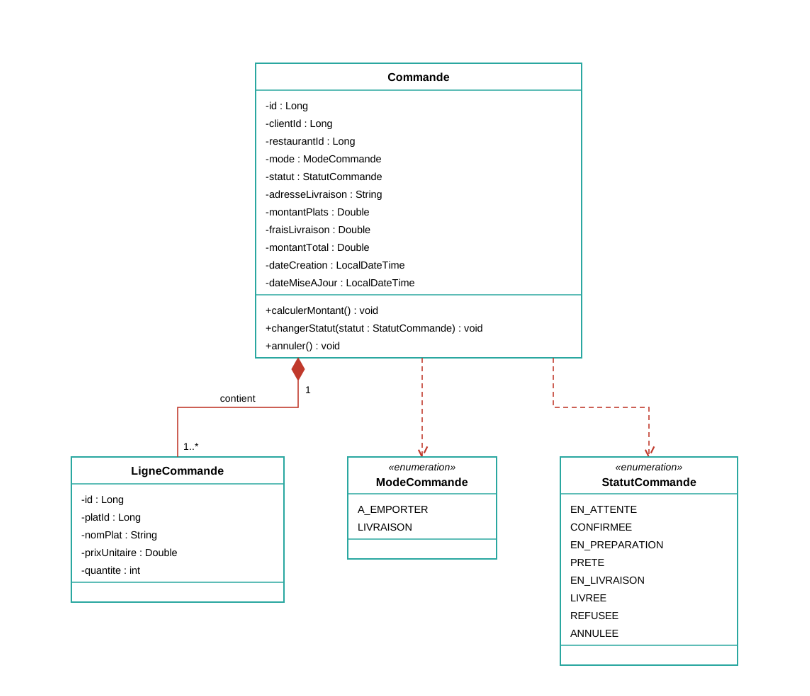 Commande
-id : Long
-clientId : Long
-restaurantId : Long
-mode : ModeCommande
-statut : StatutCommande
-adresseLivraison : String
-montantPlats : Double
-fraisLivraison : Double
-montantTotal : Double
-dateCreation : LocalDateTime
-dateMiseAJour : LocalDateTime
+calculerMontant() : void
+changerStatut(statut : StatutCommande) : void
+annuler() : void
1
contient
1..*
LigneCommande
-id : Long
-platId : Long
-nomPlat : String
-prixUnitaire : Double
-quantite : int
«enumeration»
ModeCommande
A_EMPORTER
LIVRAISON
«enumeration»
StatutCommande
EN_ATTENTE
CONFIRMEE
EN_PREPARATION
PRETE
EN_LIVRAISON
LIVREE
REFUSEE
ANNULEE